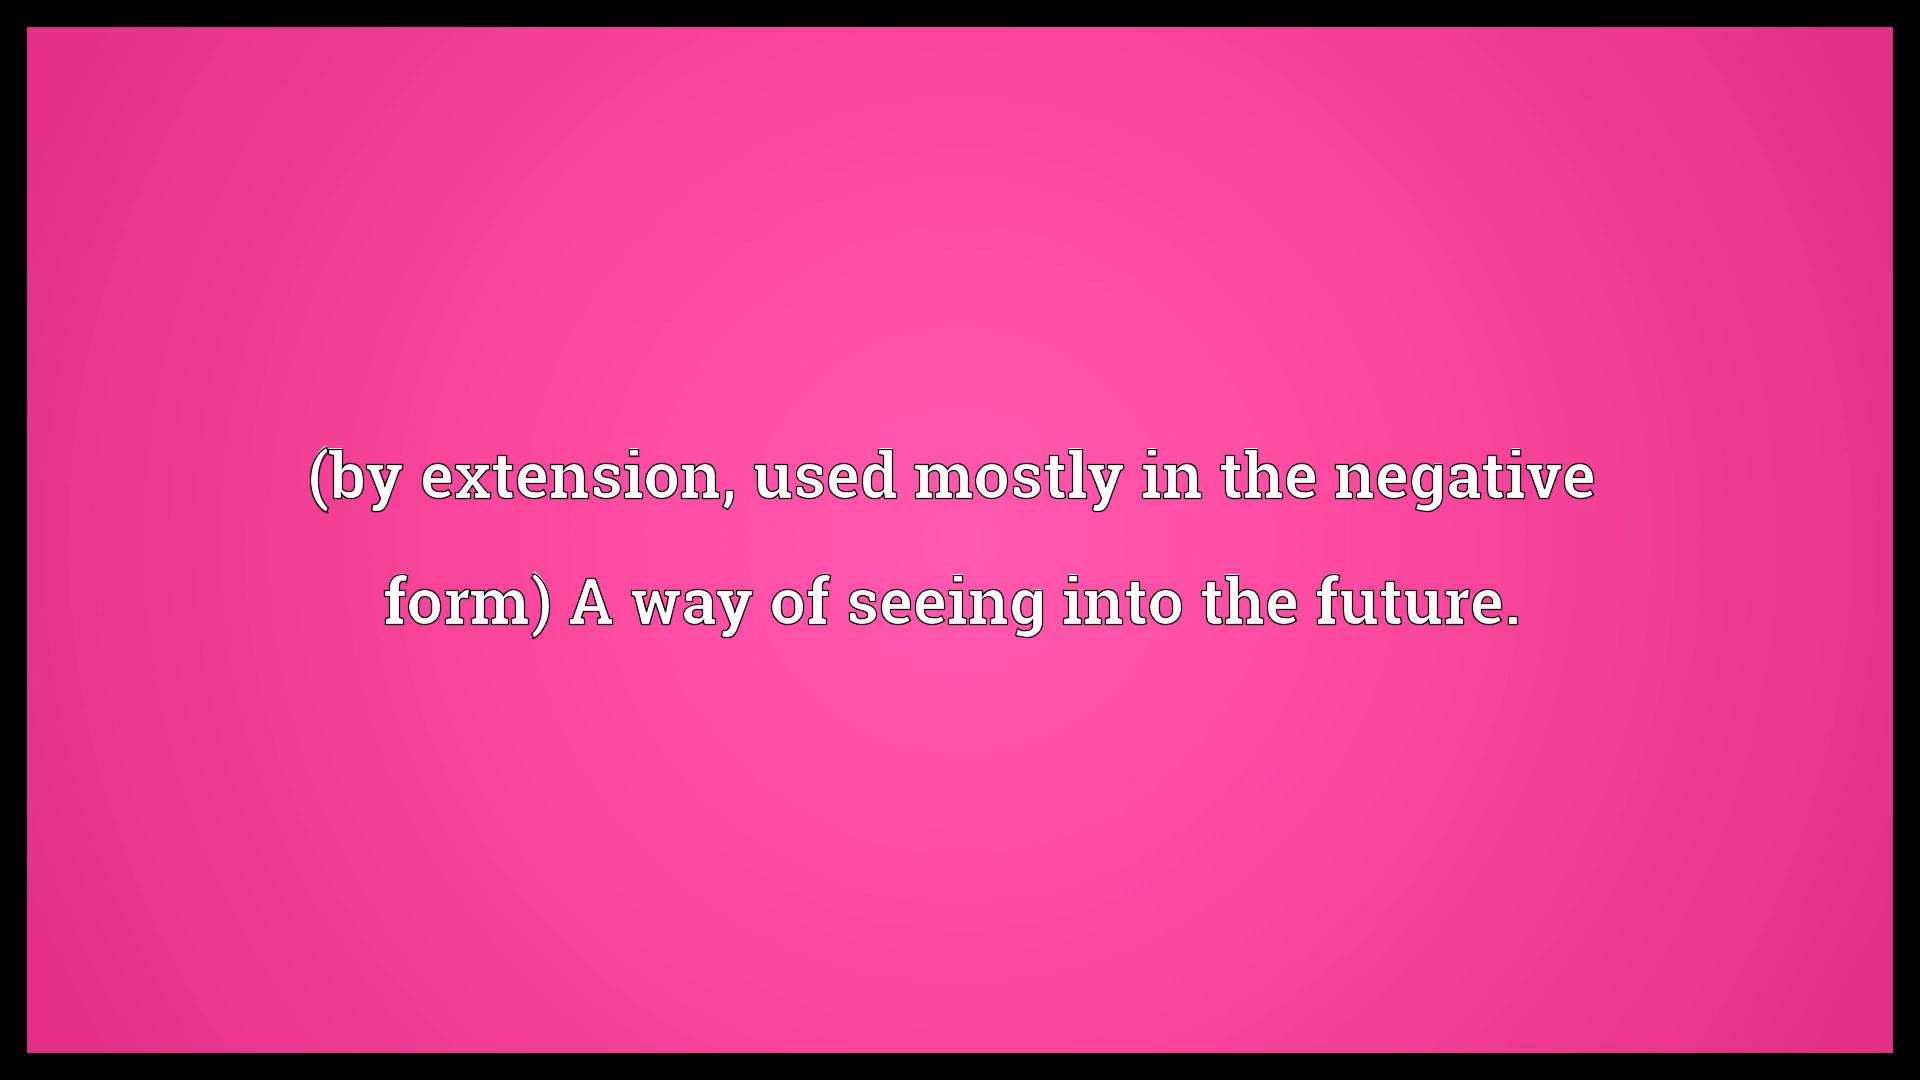 (by extension, used mostly in the negative
form) A way of seeing into the future.